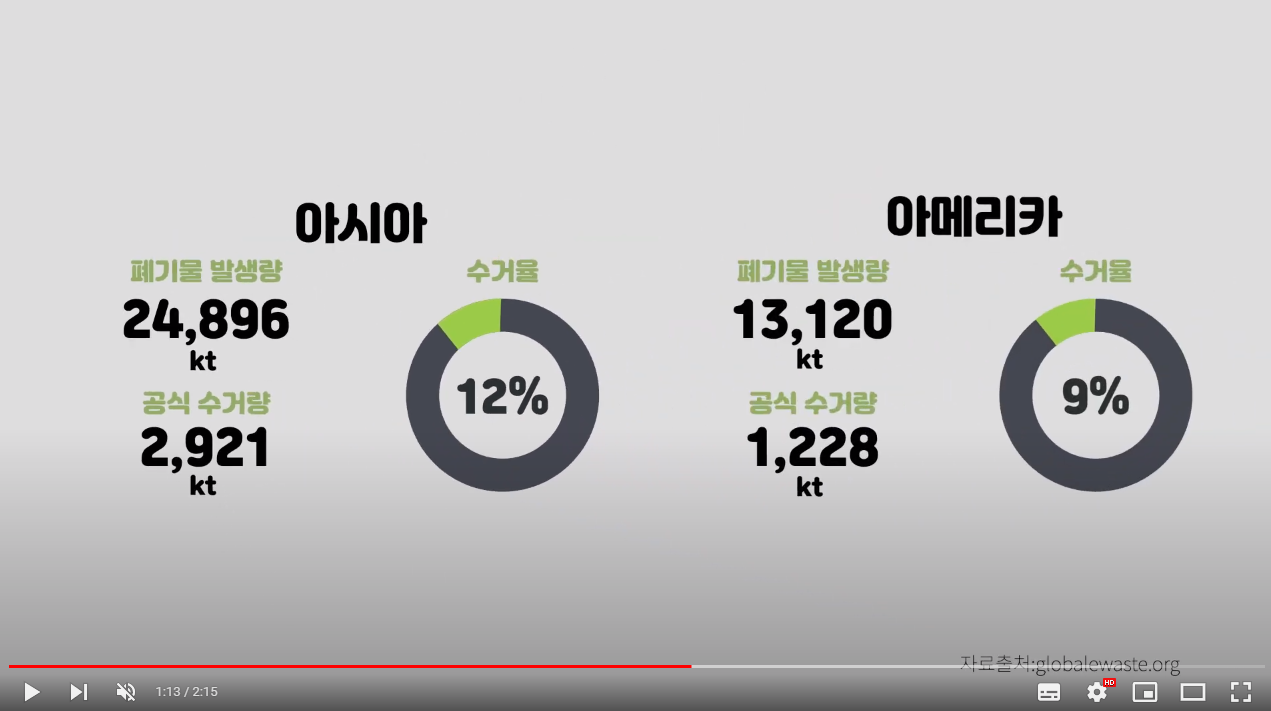 아시아
폐기물 발생량
24,896
kt
공식 수거량
2,921
kt
수거율
12%
아메리카
폐기물 발생량
13,120
kt
공식 수거량
1,228
kt
수거율
9%
자료출처:globalewaste.org
1:13 / 2:15
HD